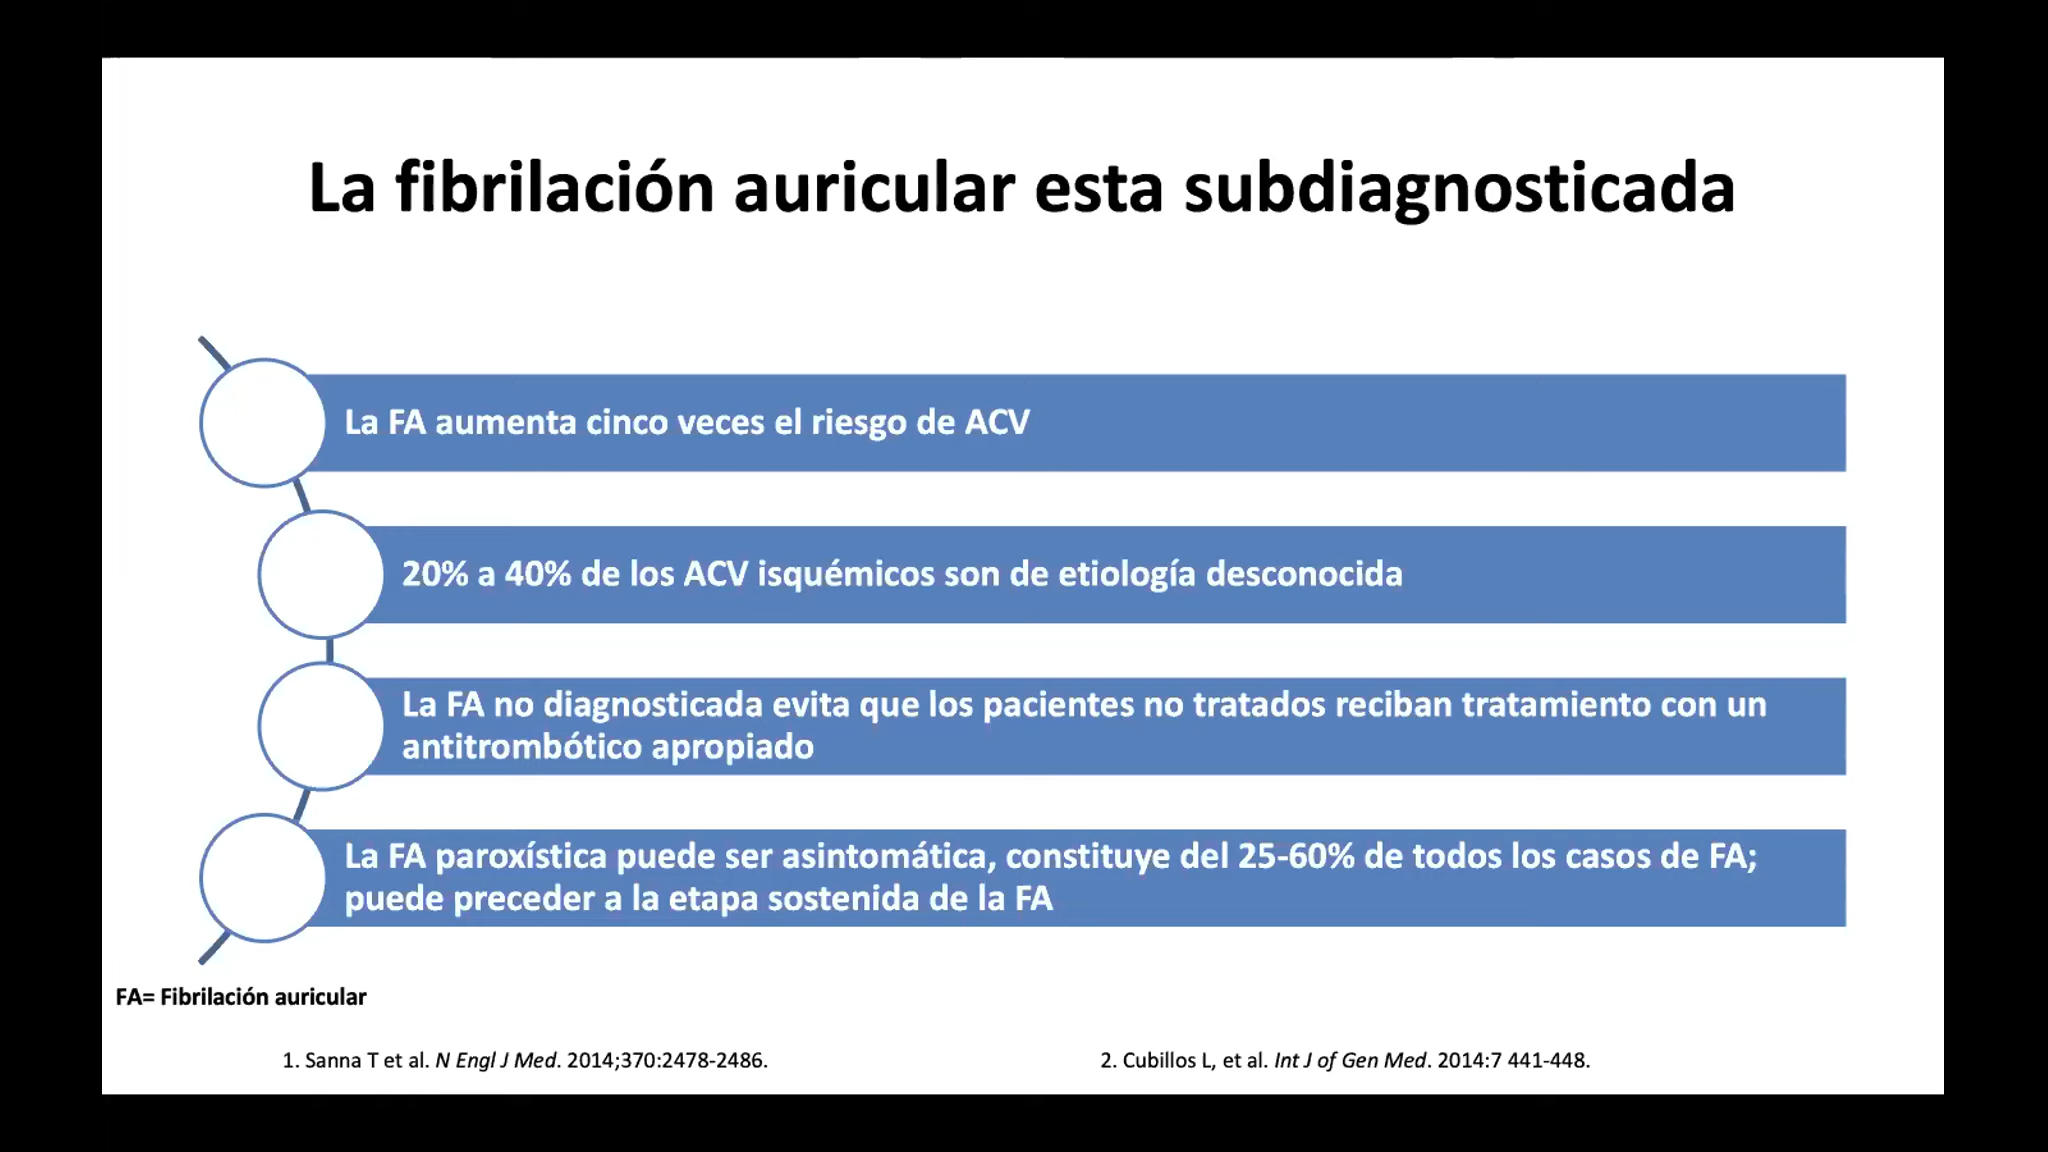 La fibrilación auricular esta subdiagnosticada
La FA aumenta cinco veces el riesgo de ACV
20% a 40% de los ACV isquémicos son de etiología desconocida
La FA no diagnosticada evita que los pacientes no tratados reciban tratamiento con un
antitrombótico apropiado
La FA paroxística puede ser asintomática, constituye del 25-60% de todos los casos de FA;
puede preceder a la etapa sostenida de la FA
FA= Fibrilación auricular
1. Sanna T et al. N Engl J Med. 2014;370:2478-2486.
2. Cubillos L, et al. Int J of Gen Med. 2014:7 441-448.